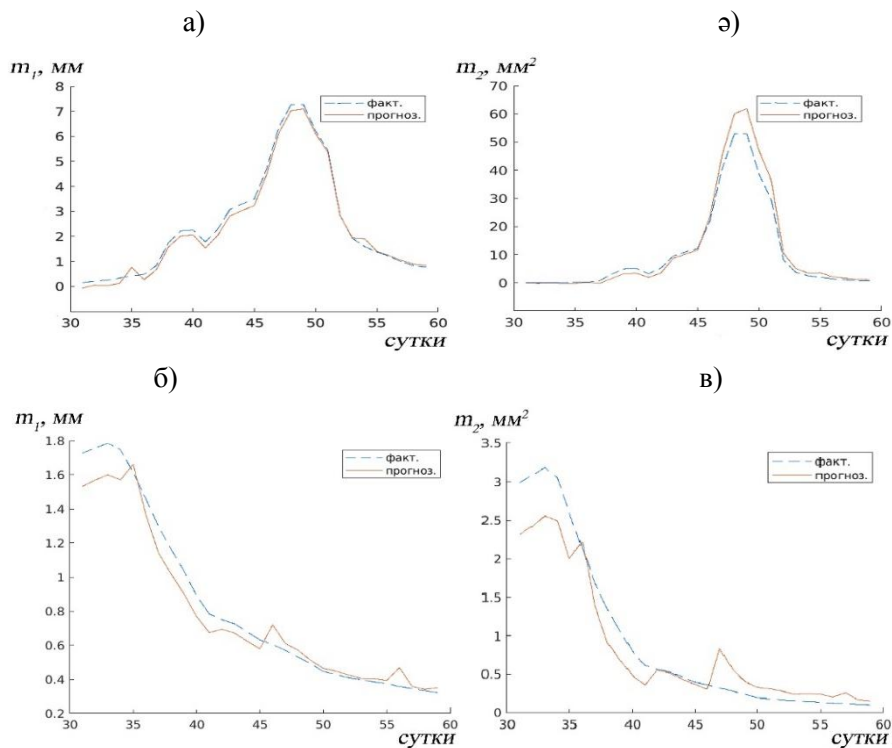 а)
ә)
m₁, мм
m₂, мм²
8
7
6
5
4
3
2
1
0
факт.
прогноз.
30 35 40 45 50 55 60
сутки
70
60
50
40
30
20
10
0
факт.
прогноз.
30 35 40 45 50 55 60
сутки
б)
в)
m₁, мм
m₂, мм²
1.8
1.6
1.4
1.2
1
0.8
0.6
0.4
0.2
факт.
прогноз.
30 35 40 45 50 55 60
сутки
3.5
3
2.5
2
1.5
1
0.5
0
факт.
прогноз.
30 35 40 45 50 55 60
сутки